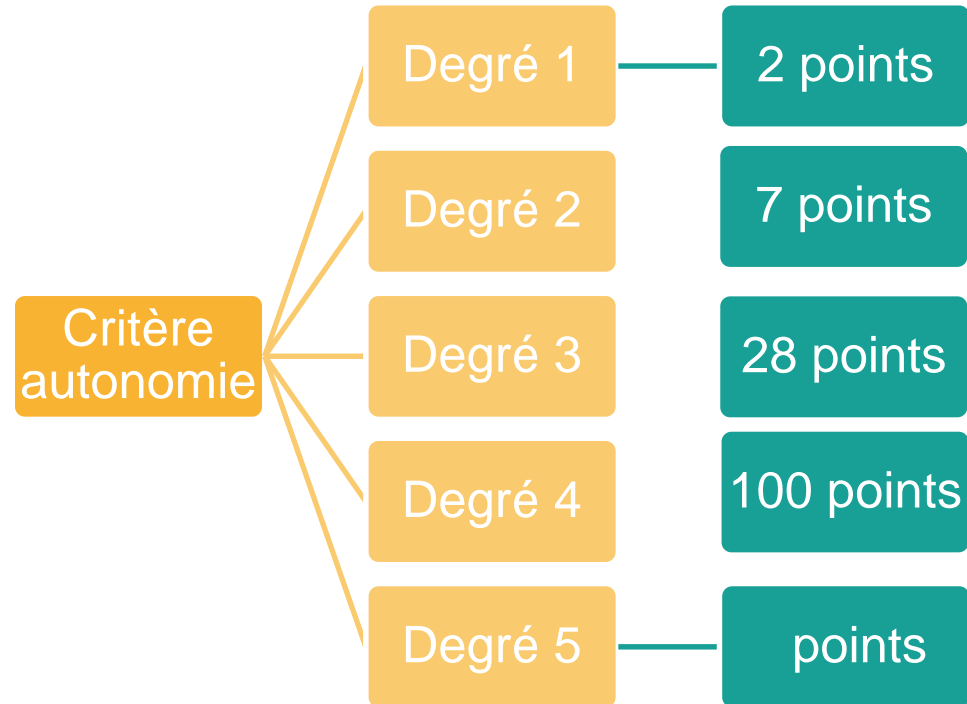 Critère
autonomie
Degré 1
2 points
Degré 2
7 points
Degré 3
28 points
Degré 4
100 points
Degré 5
points